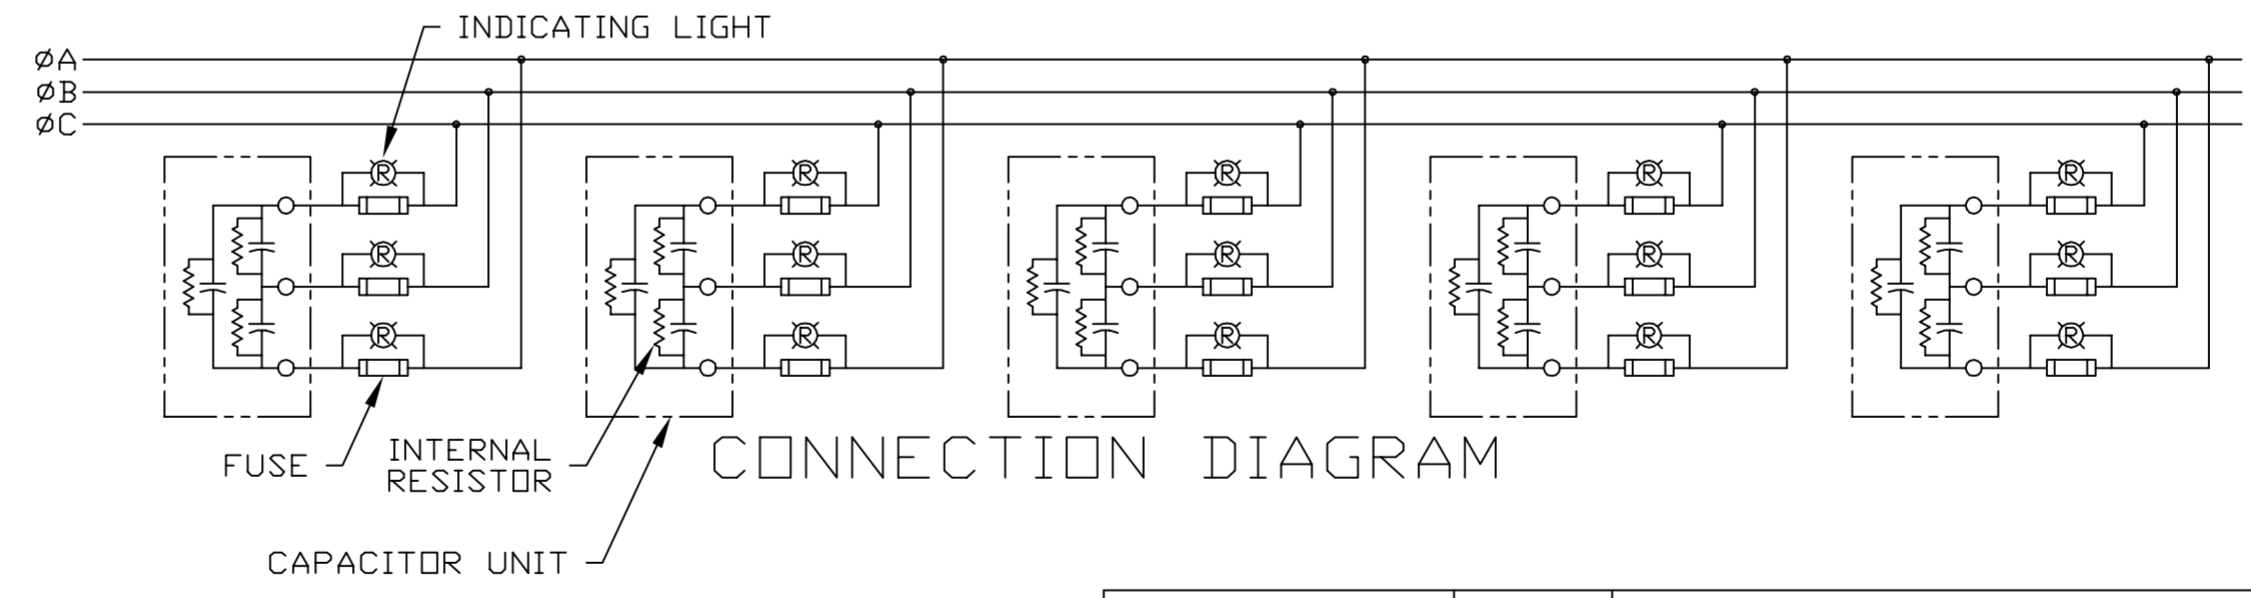 INDICATING LIGHT
ØA
ØB
ØC
R R R R R
R R R R R
R R R R R
FUSE
INTERNAL
RESISTOR
CONNECTION DIAGRAM
CAPACITOR UNIT